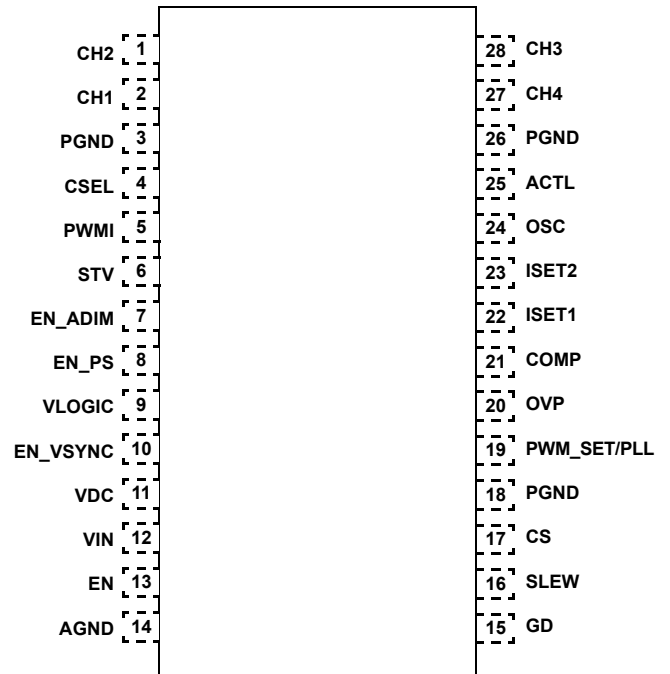 CH2 1 28 CH3
CH1 2 27 CH4
PGND 3 26 PGND
CSEL 4 25 ACTL
PWMI 5 24 OSC
STV 6 23 ISET2
EN_ADIM 7 22 ISET1
EN_PS 8 21 COMP
VLOGIC 9 20 OVP
EN_VSYNC 10 19 PWM_SET/PLL
VDC 11 18 PGND
VIN 12 17 CS
EN 13 16 SLEW
AGND 14 15 GD